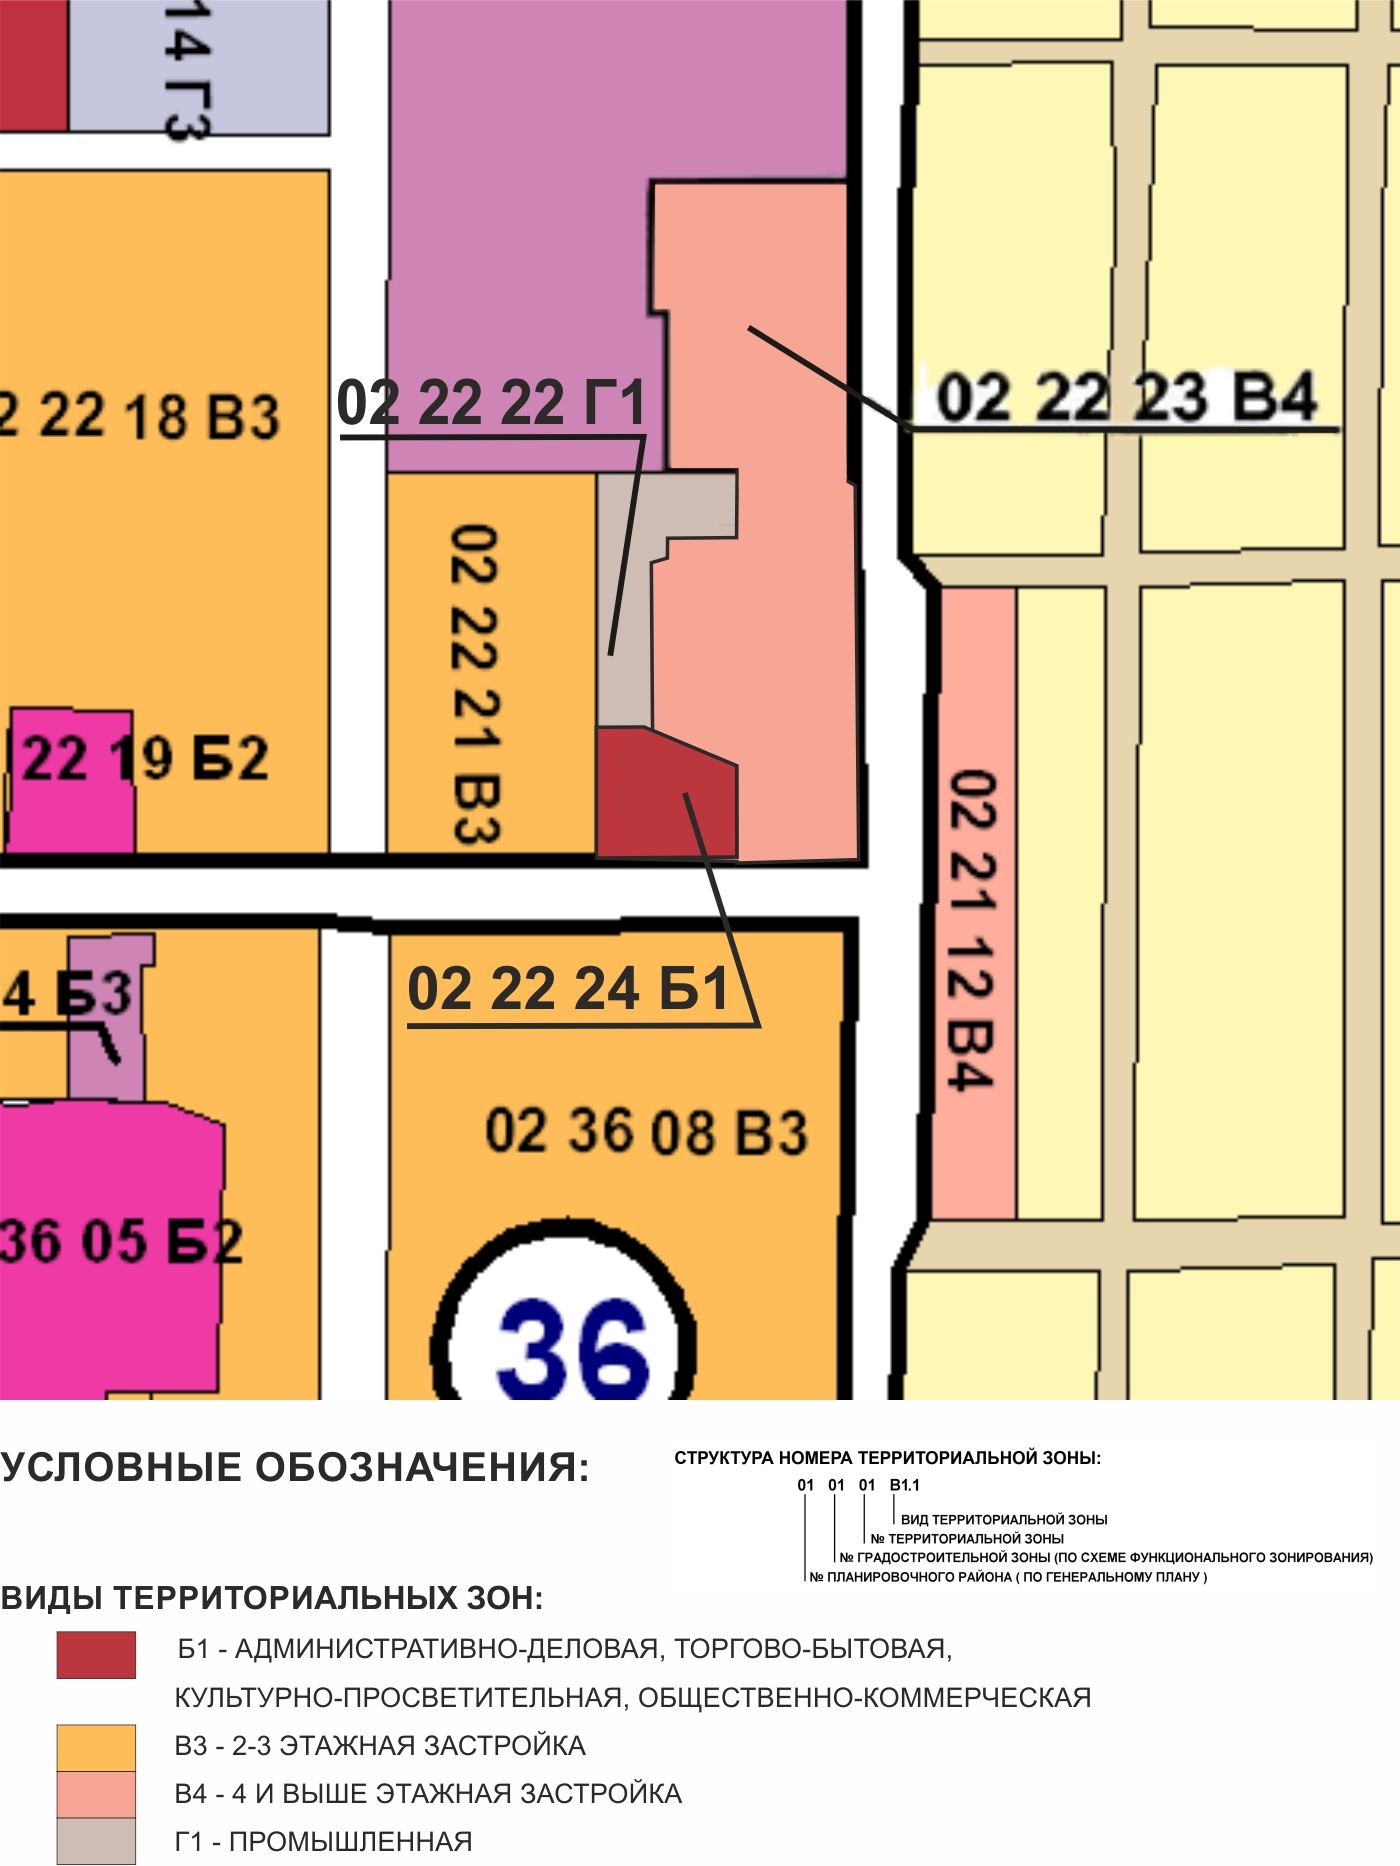 14 Г3
02 22 22 Г1
02 22 23 В4
2 22 18 В3
02 22 21 В3
22 19 Б2
02 21 12 В4
4 Б3
02 22 24 Б1
02 36 08 В3
36 05 Б2
36
УСЛОВНЫЕ ОБОЗНАЧЕНИЯ:
СТРУКТУРА НОМЕРА ТЕРРИТОРИАЛЬНОЙ ЗОНЫ:
01 01 01 В1.1
ВИД ТЕРРИТОРИАЛЬНОЙ ЗОНЫ
№ ТЕРРИТОРИАЛЬНОЙ ЗОНЫ
№ ГРАДОСТРОИТЕЛЬНОЙ ЗОНЫ (ПО СХЕМЕ ФУНКЦИОНАЛЬНОГО ЗОНИРОВАНИЯ)
№ ПЛАНИРОВОЧНОГО РАЙОНА ( ПО ГЕНЕРАЛЬНОМУ ПЛАНУ )
ВИДЫ ТЕРРИТОРИАЛЬНЫХ ЗОН:
Б1 - АДМИНИСТРАТИВНО-ДЕЛОВАЯ, ТОРГОВО-БЫТОВАЯ,
КУЛЬТУРНО-ПРОСВЕТИТЕЛЬНАЯ, ОБЩЕСТВЕННО-КОММЕРЧЕСКАЯ
В3 - 2-3 ЭТАЖНАЯ ЗАСТРОЙКА
В4 - 4 И ВЫШЕ ЭТАЖНАЯ ЗАСТРОЙКА
Г1 - ПРОМЫШЛЕННАЯ